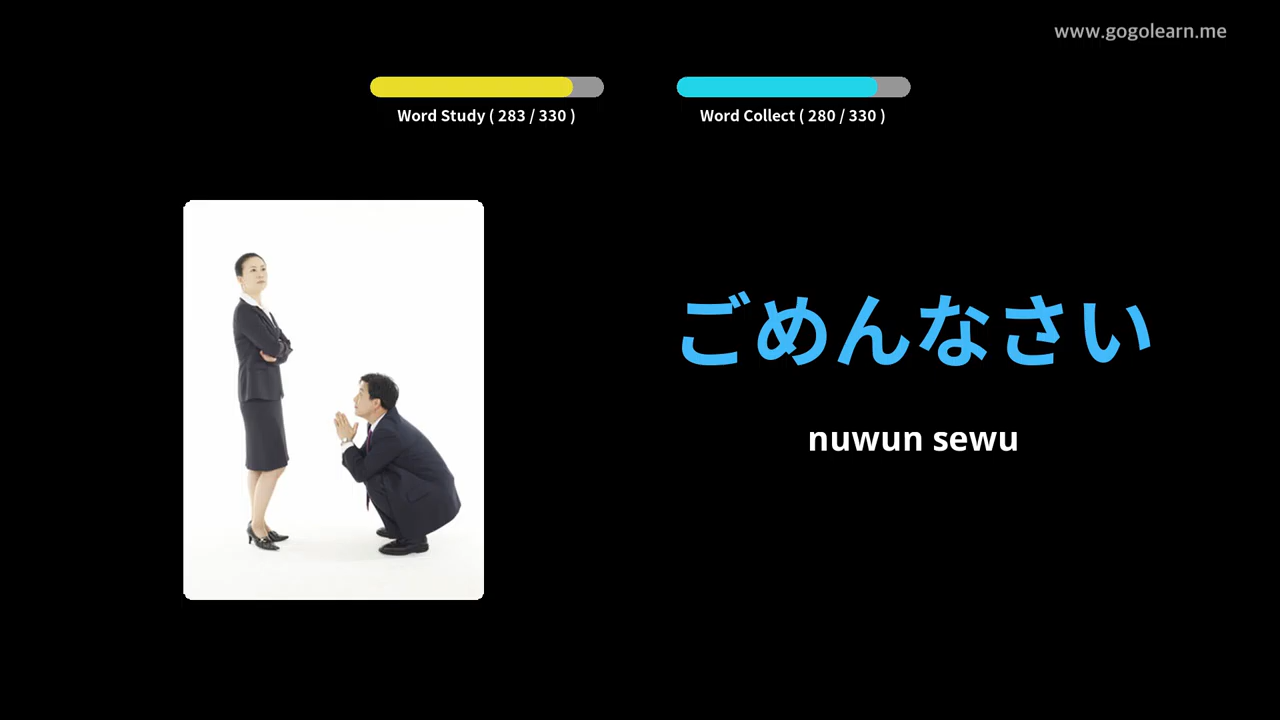 www.gogolearn.me
Word Study ( 283 / 330 )
Word Collect ( 280 / 330 )
ごめんなさい
nuwun sewu